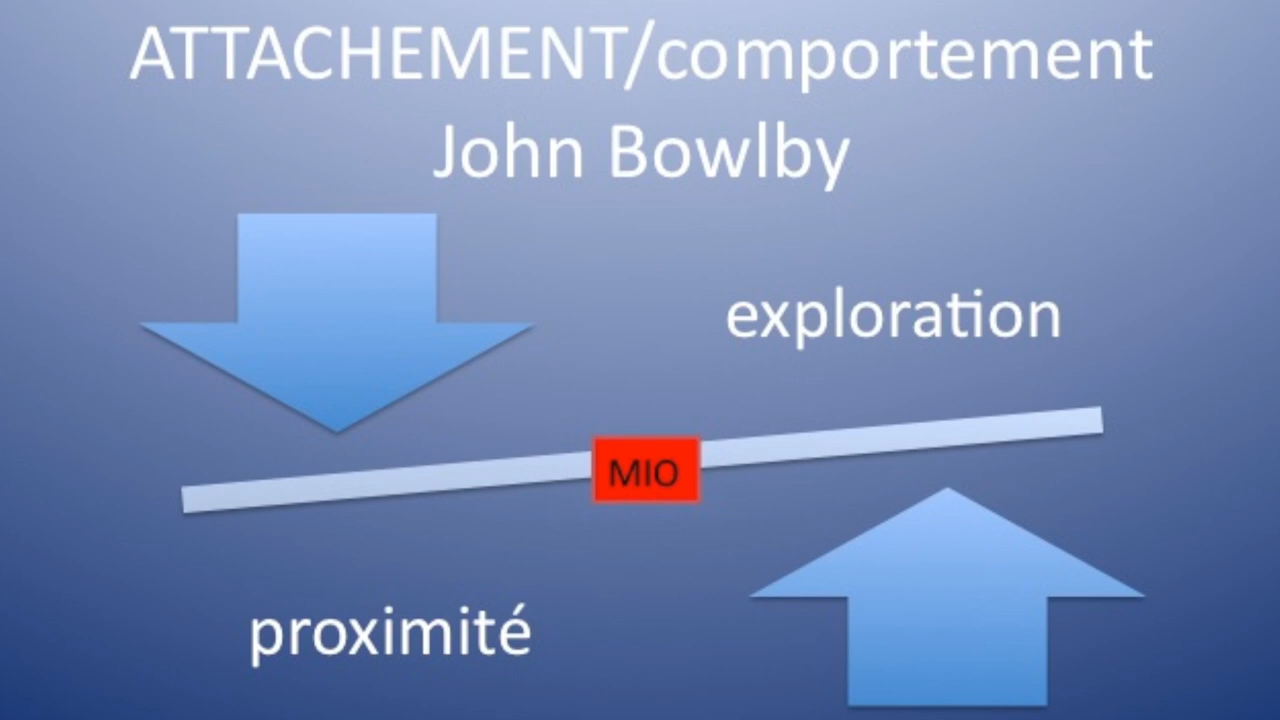 ATTACHEMENT/comportement
John Bowlby
exploration
MIO
proximité